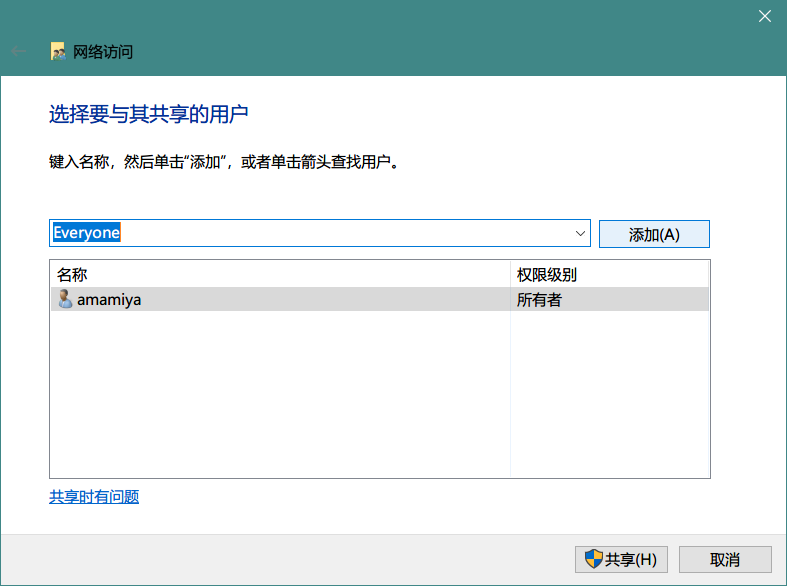 网络访问
选择要与其共享的用户
键入名称，然后单击“添加”，或者单击箭头查找用户。
Everyone
添加(A)
名称 权限级别
amamiya 所有者
共享时有问题
共享(H) 取消